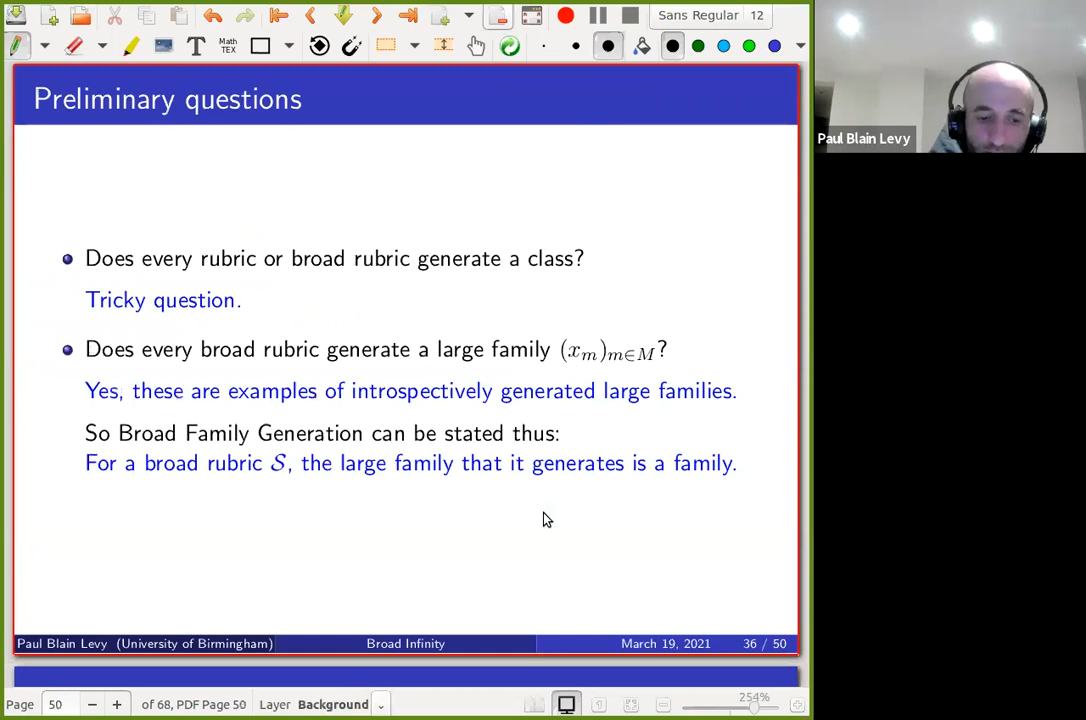 Sans Regular 12
Math
TEX
Preliminary questions
Does every rubric or broad rubric generate a class?
Tricky question.
Does every broad rubric generate a large family (x_m)_{m∈M}?
Yes, these are examples of introspectively generated large families.
So Broad Family Generation can be stated thus:
For a broad rubric 𝒮, the large family that it generates is a family.
Paul Blain Levy (University of Birmingham) Broad Infinity March 19, 2021 36 / 50
Page 50 of 68, PDF Page 50 Layer Background 254%
Paul Blain Levy